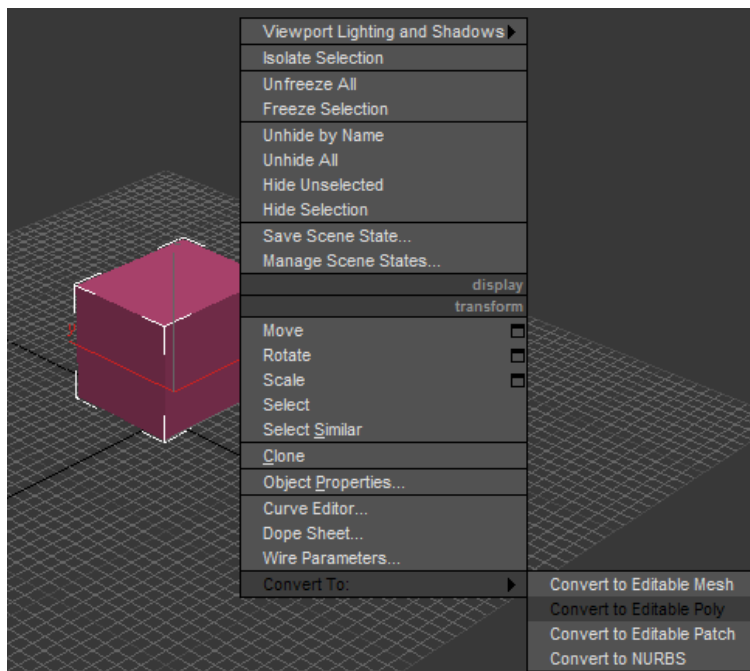 Viewport Lighting and Shadows
Isolate Selection
Unfreeze All
Freeze Selection
Unhide by Name
Unhide All
Hide Unselected
Hide Selection
Save Scene State...
Manage Scene States...
display
transform
Move
Rotate
Scale
Select
Select Similar
Clone
Object Properties...
Curve Editor...
Dope Sheet...
Wire Parameters...
Convert To:
Convert to Editable Mesh
Convert to Editable Poly
Convert to Editable Patch
Convert to NURBS